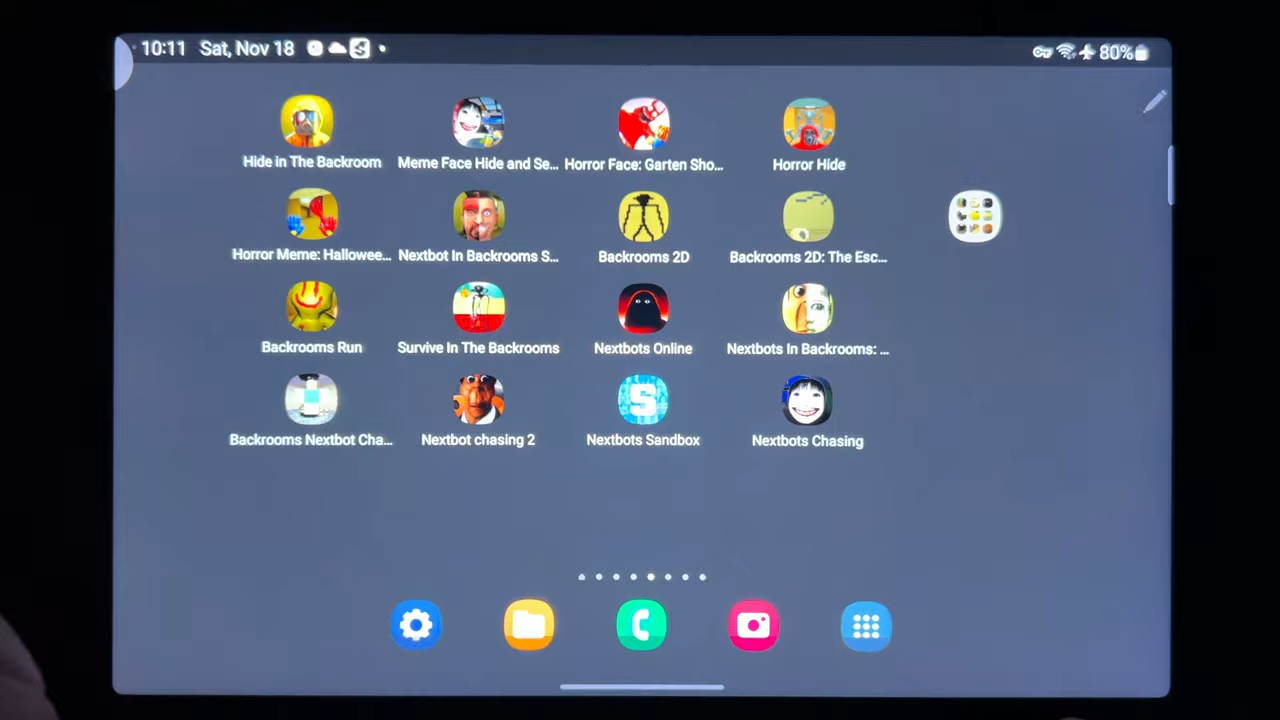 10:11 Sat, Nov 18 80%
Hide in The Backroom Meme Face Hide and Se... Horror Face: Garten Sho... Horror Hide
Horror Meme: Hallowee... Nextbot In Backrooms S... Backrooms 2D Backrooms 2D: The Esc...
Backrooms Run Survive In The Backrooms Nextbots Online Nextbots In Backrooms: ...
S
Backrooms Nextbot Cha... Nextbot chasing 2 Nextbots Sandbox Nextbots Chasing